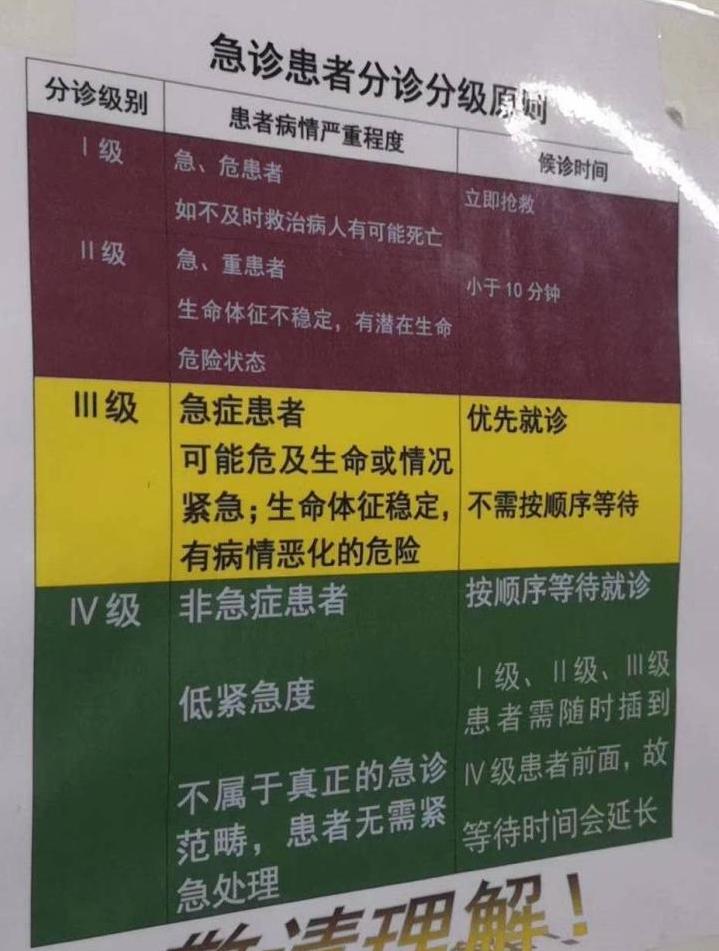 急诊患者分诊分级原则
分诊级别
患者病情严重程度
候诊时间
Ⅰ级
急、危患者
如不及时救治病人有可能死亡
立即抢救
Ⅱ级
急、重患者
生命体征不稳定，有潜在生命
危险状态
小于10分钟
Ⅲ级
急症患者
可能危及生命或情况
紧急；生命体征稳定，
有病情恶化的危险
优先就诊
不需按顺序等待
Ⅳ级
非急症患者
低紧急度
不属于真正的急诊
范畴，患者无需紧
急处理
按顺序等待就诊
Ⅰ级、Ⅱ级、Ⅲ级
患者需随时插到
Ⅳ级患者前面，故
等待时间会延长
敬请理解！